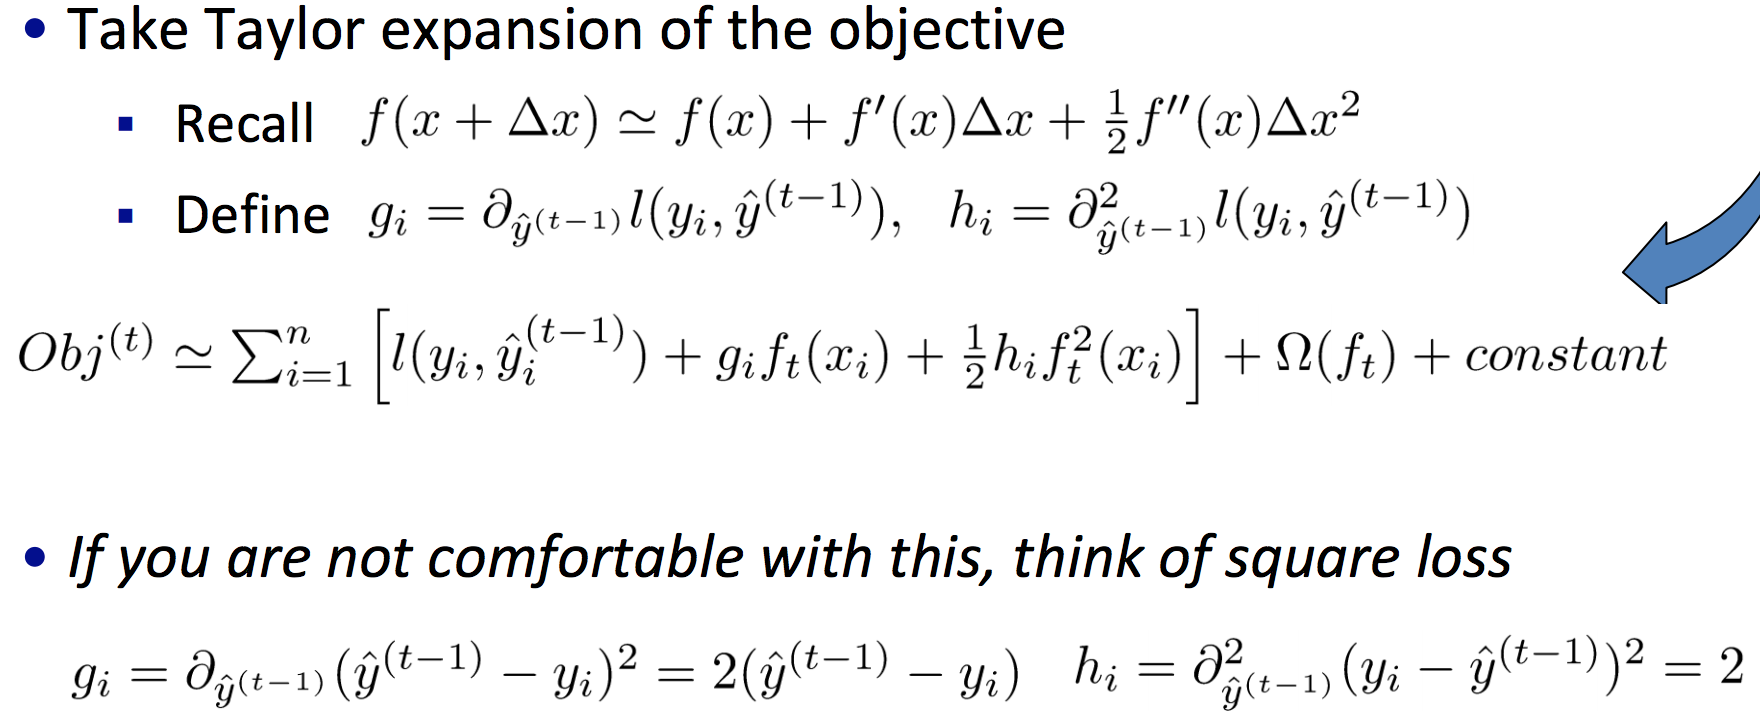 • Take Taylor expansion of the objective
▪ Recall $f(x + \Delta x) \simeq f(x) + f'(x)\Delta x + \frac{1}{2} f''(x)\Delta x^2$
▪ Define $g_i = \partial_{\hat{y}^{(t-1)}} l(y_i, \hat{y}^{(t-1)}), \; h_i = \partial^2_{\hat{y}^{(t-1)}} l(y_i, \hat{y}^{(t-1)})$
$Obj^{(t)} \simeq \sum_{i=1}^{n} \left[ l(y_i, \hat{y}_i^{(t-1)}) + g_i f_t(x_i) + \frac{1}{2} h_i f_t^2(x_i) \right] + \Omega(f_t) + constant$
• If you are not comfortable with this, think of square loss
$g_i = \partial_{\hat{y}^{(t-1)}} (\hat{y}^{(t-1)} - y_i)^2 = 2(\hat{y}^{(t-1)} - y_i) \; h_i = \partial^2_{\hat{y}^{(t-1)}} (y_i - \hat{y}^{(t-1)})^2 = 2$